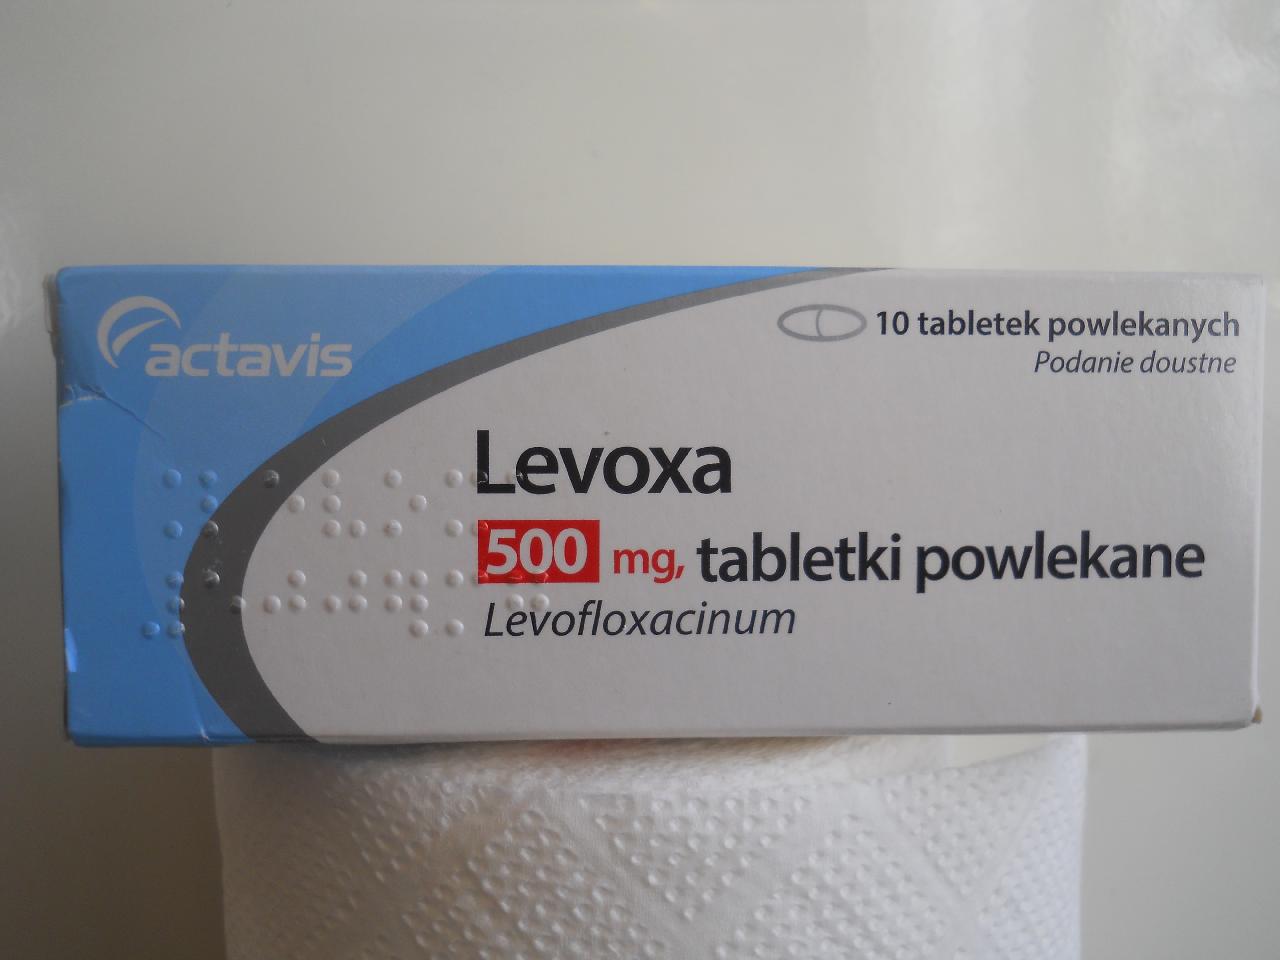 actavis
10 tabletek powlekanych
Podanie doustne
Levoxa
500 mg, tabletki powlekane
Levofloxacinum